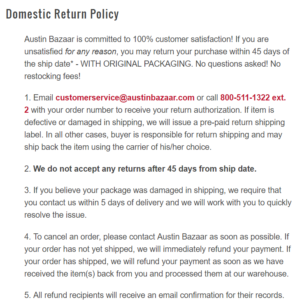 Domestic Return Policy
Austin Bazaar is committed to 100% customer satisfaction! If you are
unsatisfied for any reason, you may return your purchase within 45 days of
the ship date* - WITH ORIGINAL PACKAGING. No questions asked! No
restocking fees!
1. Email customerservice@austinbazaar.com or call 800-511-1322 ext.
2 with your order number to receive your return authorization. If item is
defective or damaged in shipping, we will issue a pre-paid return shipping
label. In all other cases, buyer is responsible for return shipping and may
ship back the item using the carrier of his/her choice.
2. We do not accept any returns after 45 days from ship date.
3. If you believe your package was damaged in shipping, we require that
you contact us within 5 days of delivery and we will work with you to quickly
resolve the issue.
4. To cancel an order, please contact Austin Bazaar as soon as possible. If
your order has not yet shipped, we will immediately refund your payment. If
your order has shipped, we will refund your payment as soon as we have
received the item(s) back from you and processed them at our warehouse.
5. All refund recipients will receive an email confirmation for their records.